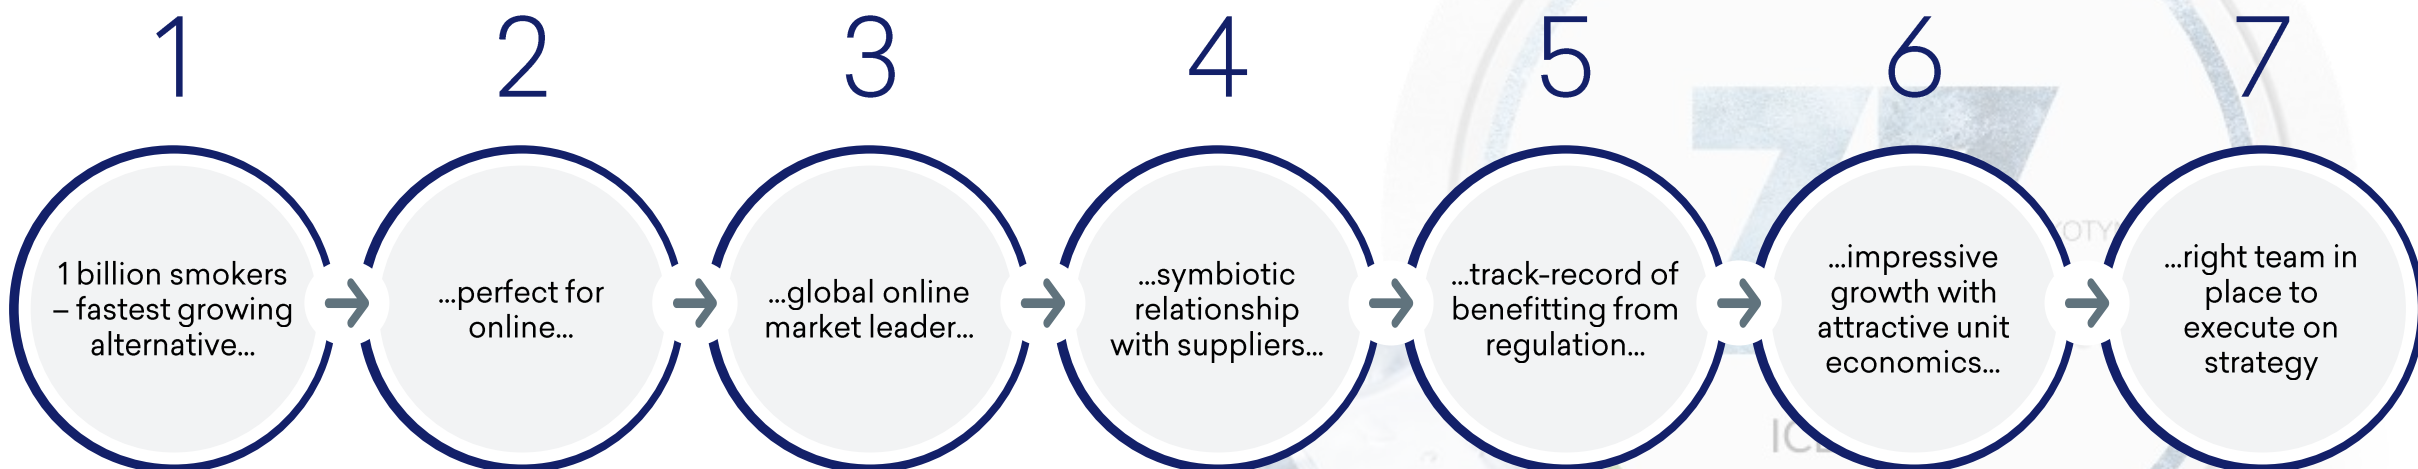 1
2
3
4
5
6
7
1 billion smokers
– fastest growing
alternative...
...perfect for
online...
...global online
market leader...
...symbiotic
relationship
with suppliers...
...track-record of
benefitting from
regulation...
...impressive
growth with
attractive unit
economics...
...right team in
place to
execute on
strategy
77